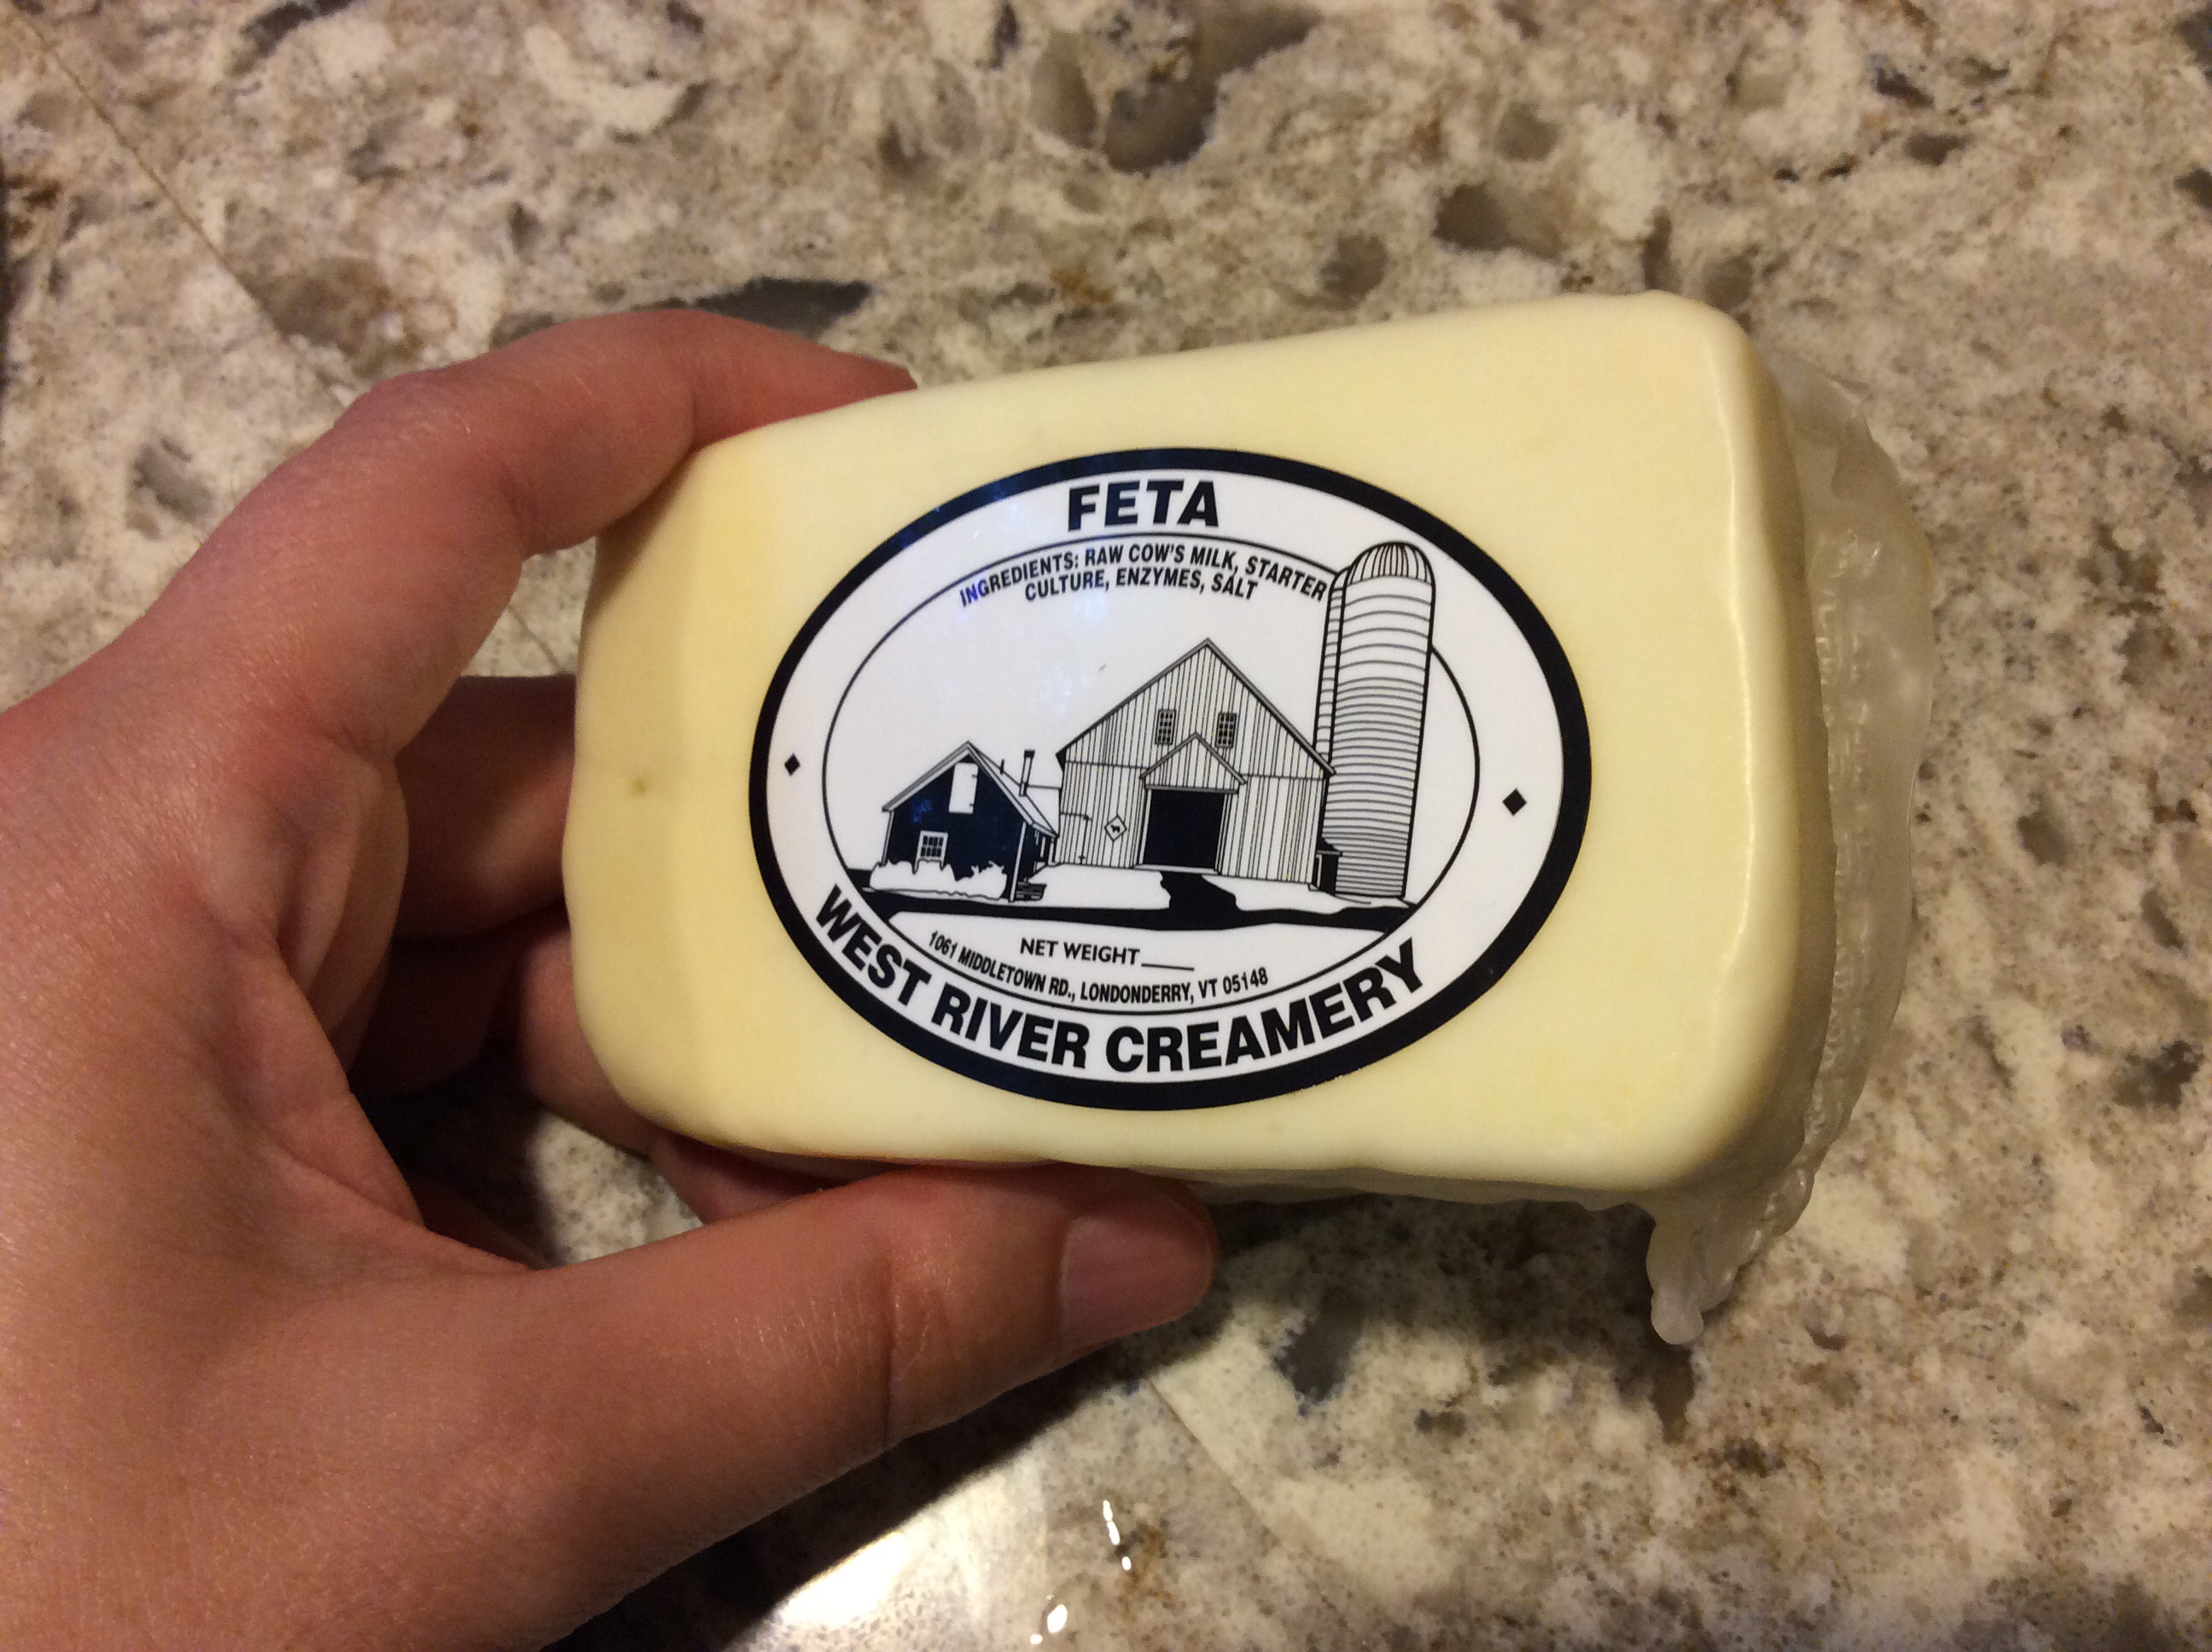 FETA
INGREDIENTS: RAW COW'S MILK, STARTER
CULTURE, ENZYMES, SALT
NET WEIGHT___
1061 MIDDLETOWN RD., LONDONDERRY, VT 05148
WEST RIVER CREAMERY